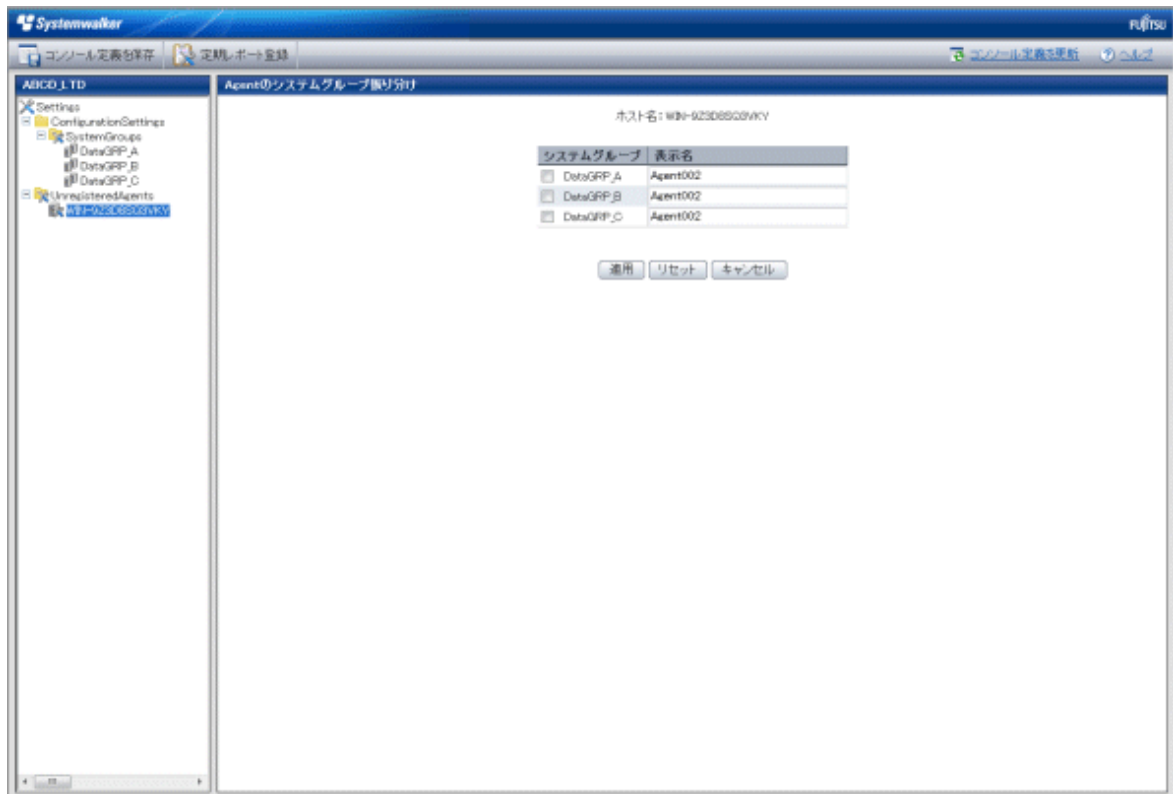 Systemwalker
FUJITSU
コンソール定義を保存
定期レポート登録
コンソール定義を更新
ヘルプ
ABCD_LTD
Agentのシステムグループ振り分け
Settings
ConfigurationSettings
SystemGroups
DataGRP_A
DataGRP_B
DataGRP_C
UnregisteredAgents
ホスト名:
システムグループ 表示名
DataGRP_A Agent002
DataGRP_B Agent002
DataGRP_C Agent002
適用 リセット キャンセル